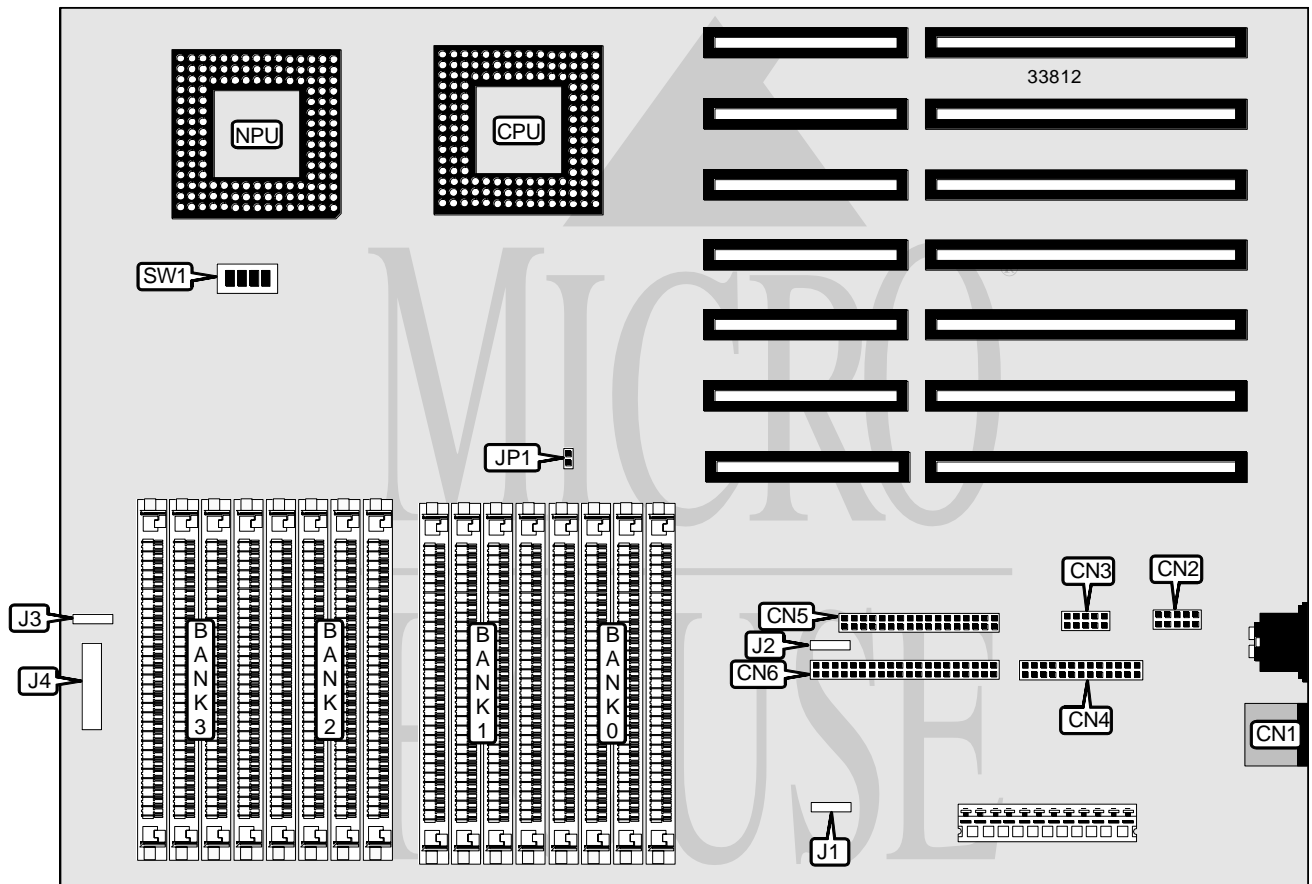 33812
NPU
CPU
SW1
MICRO
®
JP1
HOUSE
CN3
CN2
J3
CN5
J2
J4
CN6
BANK3
BANK2
BANK1
BANK0
CN4
CN1
J1